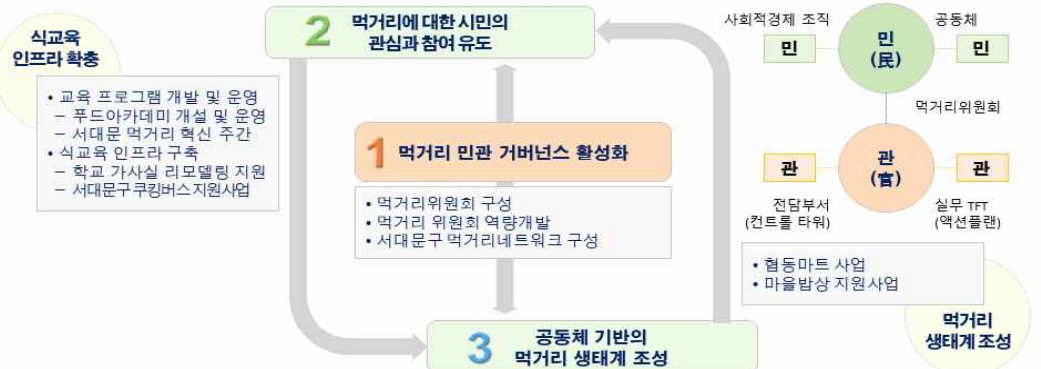 식교육
인프라 확충
• 교육 프로그램 개발 및 운영
– 푸드아카데미 개설 및 운영
– 서대문 먹거리 혁신 주간
• 식교육 인프라 구축
– 학교 가사실 리모델링 지원
– 서대문구 쿠킹버스 지원사업
2 먹거리에 대한 시민의
관심과 참여 유도
1 먹거리 민관 거버넌스 활성화
• 먹거리위원회 구성
• 먹거리 위원회 역량개발
• 서대문구 먹거리네트워크 구성
3 공동체 기반의
먹거리 생태계 조성
사회적경제 조직
민
민
(民)
공동체
민
먹거리위원회
관
관
(官)
관
전담부서
(컨트롤 타워)
실무 TFT
(액션플랜)
• 협동마트 사업
• 마을밥상 지원사업
먹거리
생태계 조성